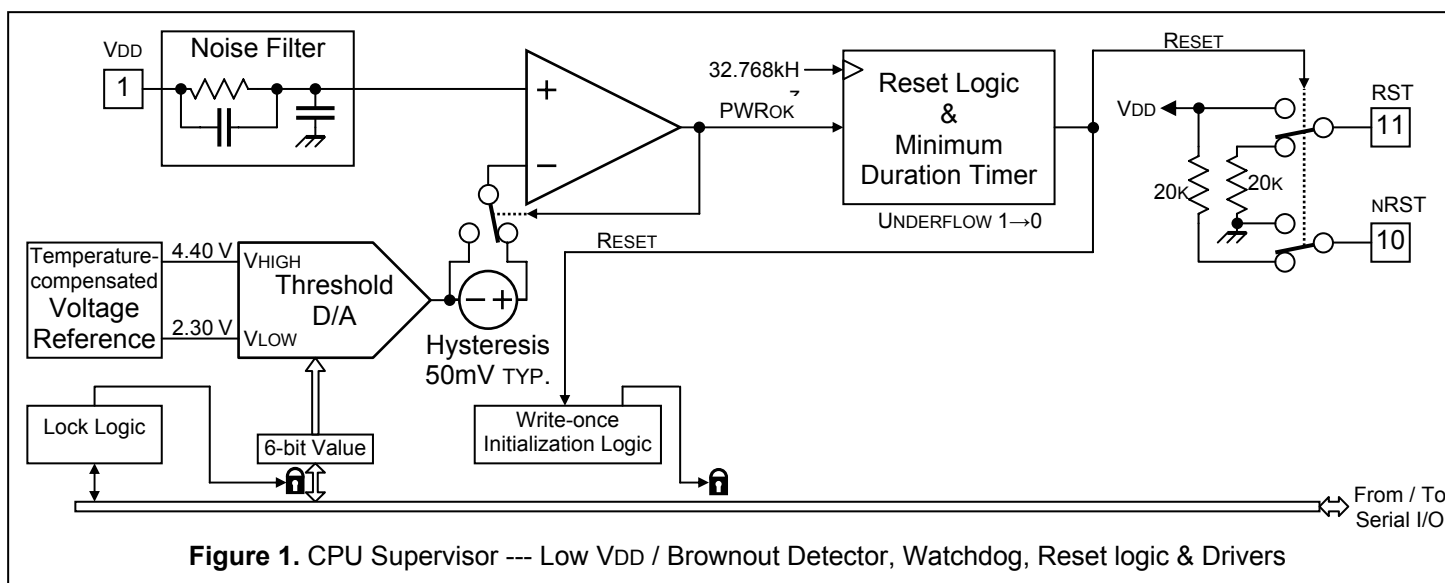 VDD
1
Noise Filter
+
−
32.768kHz
PWROK
Reset Logic
&
Minimum
Duration Timer
UNDERFLOW 1→0
RESET
VDD
20K
20K
RST
11
NRST
10
RESET
Temperature-
compensated
Voltage
Reference
4.40 V
2.30 V
VHIGH
VLOW
Threshold
D/A
− +
Hysteresis
50mV TYP.
Lock Logic
6-bit Value
Write-once
Initialization Logic
From / To
Serial I/O
Figure 1. CPU Supervisor --- Low VDD / Brownout Detector, Watchdog, Reset logic & Drivers